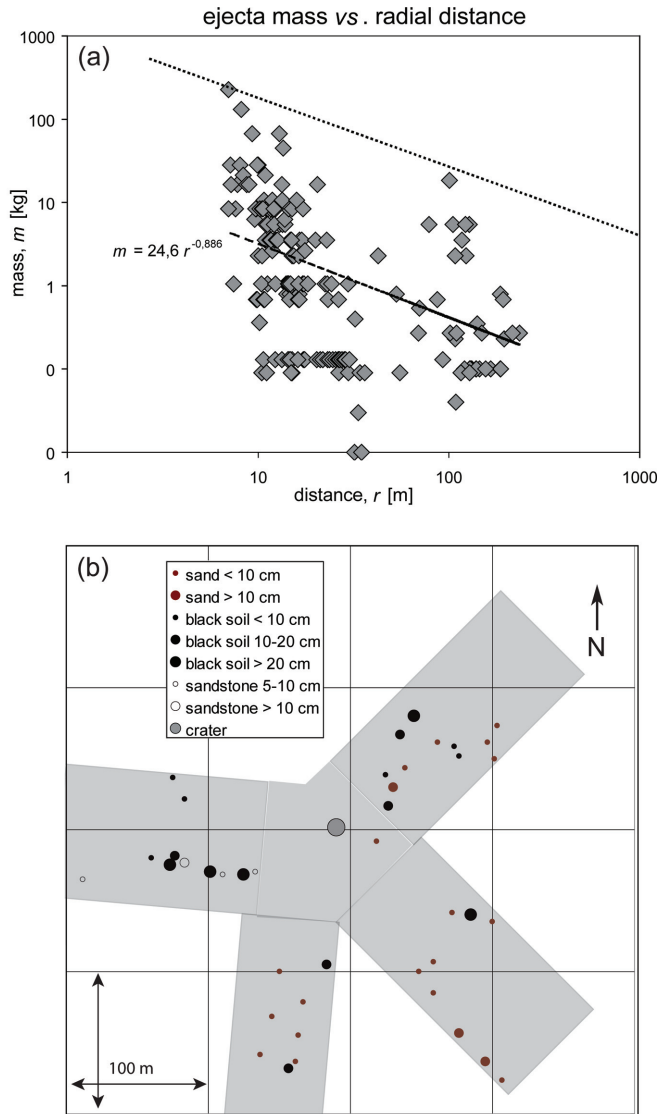 ejecta mass vs. radial distance
(a)
1000
100
10
1
0
0
mass, m [kg]
m = 24,6 r^-0,886
1
10
100
1000
distance, r [m]
(b)
sand < 10 cm
sand > 10 cm
black soil < 10 cm
black soil 10-20 cm
black soil > 20 cm
sandstone 5-10 cm
sandstone > 10 cm
crater
N
100 m